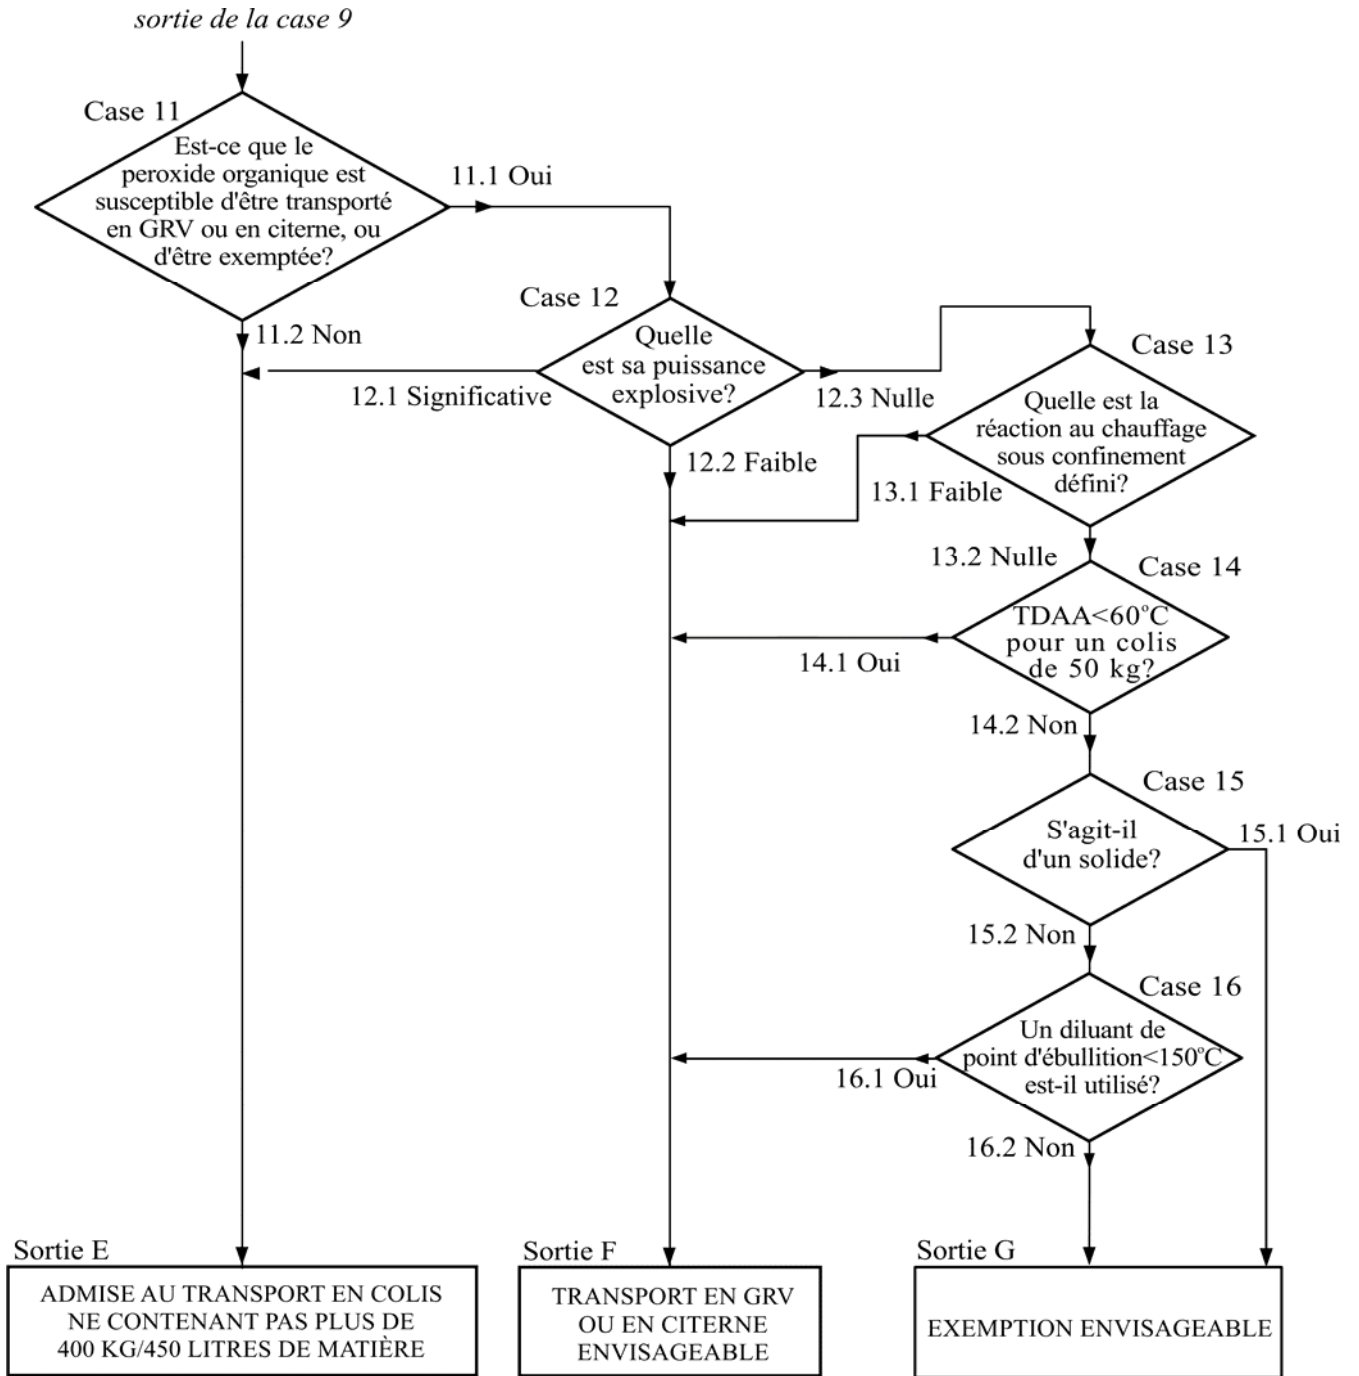 sortie de la case 9
Case 11
Est-ce que le
peroxide organique est
susceptible d'être transporté
en GRV ou en citerne, ou
d'être exemptée?
11.1 Oui
11.2 Non
Case 12
Quelle
est sa puissance
explosive?
12.1 Significative
12.3 Nulle
12.2 Faible
Case 13
Quelle est la
réaction au chauffage
sous confinement
défini?
13.1 Faible
13.2 Nulle
Case 14
TDAA<60°C
pour un colis
de 50 kg?
14.1 Oui
14.2 Non
Case 15
S'agit-il
d'un solide?
15.1 Oui
15.2 Non
Case 16
Un diluant de
point d'ébullition<150°C
est-il utilisé?
16.1 Oui
16.2 Non
Sortie E
ADMISE AU TRANSPORT EN COLIS
NE CONTENANT PAS PLUS DE
400 KG/450 LITRES DE MATIÈRE
Sortie F
TRANSPORT EN GRV
OU EN CITERNE
ENVISAGEABLE
Sortie G
EXEMPTION ENVISAGEABLE